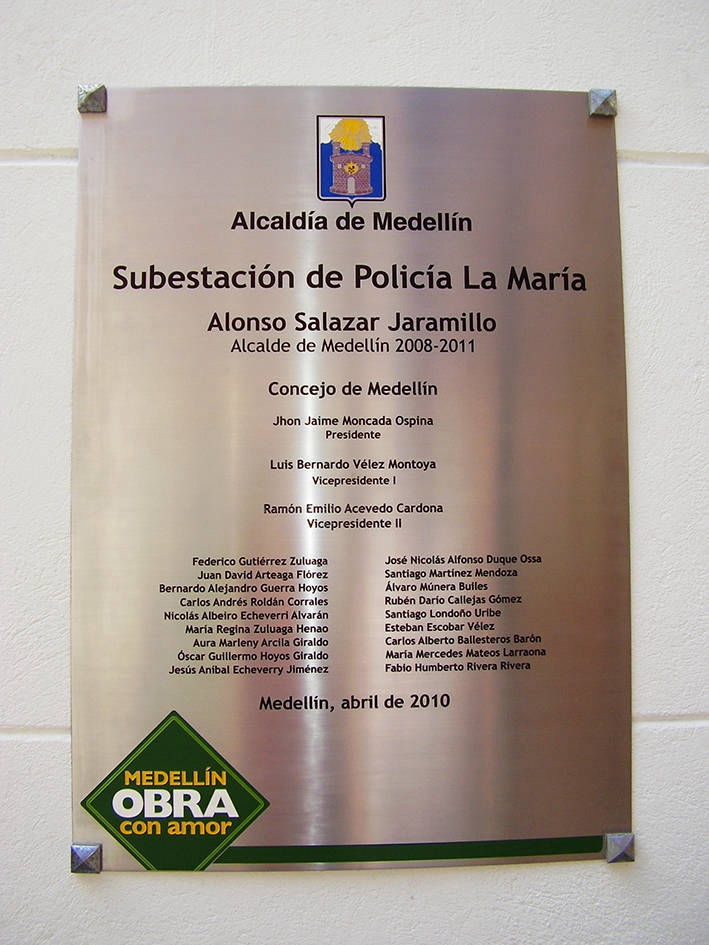 Alcaldía de Medellín
Subestación de Policía La María
Alonso Salazar Jaramillo
Alcalde de Medellín 2008-2011
Concejo de Medellín
Jhon Jaime Moncada Ospina
Presidente
Luis Bernardo Vélez Montoya
Vicepresidente I
Ramón Emilio Acevedo Cardona
Vicepresidente II
Federico Gutiérrez Zuluaga
Juan David Arteaga Flórez
Bernardo Alejandro Guerra Hoyos
Carlos Andrés Roldán Corrales
Nicolás Albeiro Echeverri Alvarán
María Regina Zuluaga Henao
Aura Marleny Arcila Giraldo
Óscar Guillermo Hoyos Giraldo
Jesús Aníbal Echeverry Jiménez
José Nicolás Alfonso Duque Ossa
Santiago Martínez Mendoza
Álvaro Múnera Builes
Rubén Darío Callejas Gómez
Santiago Londoño Uribe
Esteban Escobar Vélez
Carlos Alberto Ballesteros Barón
María Mercedes Mateos Larraona
Fabio Humberto Rivera Rivera
Medellín, abril de 2010
MEDELLÍN
OBRA
con amor